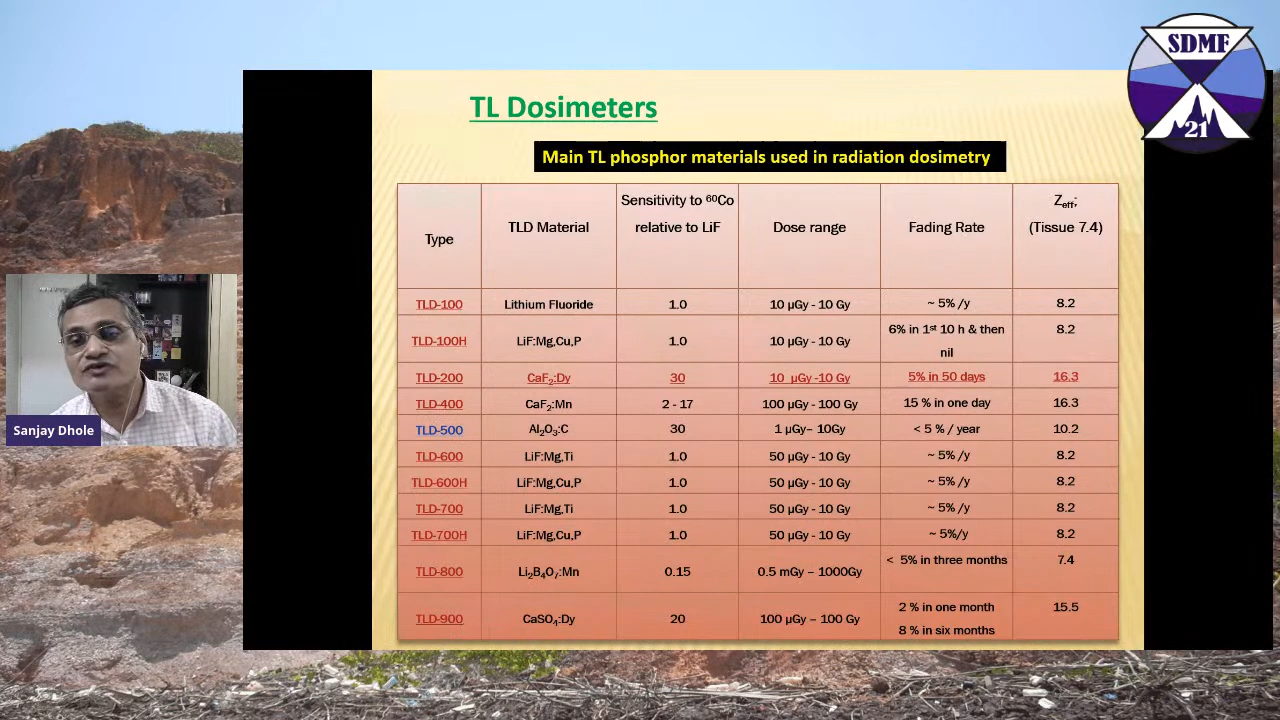 SDMF
21
TL Dosimeters
Main TL phosphor materials used in radiation dosimetry
Type
TLD Material
Sensitivity to ⁶⁰Co
relative to LiF
Dose range
Fading Rate
Zeff;
(Tissue 7.4)
TLD-100 Lithium Fluoride 1.0 10 µGy - 10 Gy ~ 5% /y 8.2
TLD-100H LiF:Mg,Cu,P 1.0 10 µGy - 10 Gy 6% in 1st 10 h & then
nil
8.2
TLD-200 CaF₂:Dy 30 10 µGy -10 Gy 5% in 50 days 16.3
TLD-400 CaF₂:Mn 2 - 17 100 µGy - 100 Gy 15 % in one day 16.3
TLD-500 Al₂O₃:C 30 1 µGy– 10Gy < 5 % / year 10.2
TLD-600 LiF:Mg,Ti 1.0 50 µGy - 10 Gy ~ 5% /y 8.2
TLD-600H LiF:Mg,Cu,P 1.0 50 µGy - 10 Gy ~ 5% /y 8.2
TLD-700 LiF:Mg,Ti 1.0 50 µGy - 10 Gy ~ 5% /y 8.2
TLD-700H LiF:Mg,Cu,P 1.0 50 µGy - 10 Gy ~ 5%/y 8.2
TLD-800 Li₂B₄O₇:Mn 0.15 0.5 mGy – 1000Gy < 5% in three months 7.4
TLD-900 CaSO₄:Dy 20 100 µGy – 100 Gy 2 % in one month
8 % in six months
15.5
Sanjay Dhole